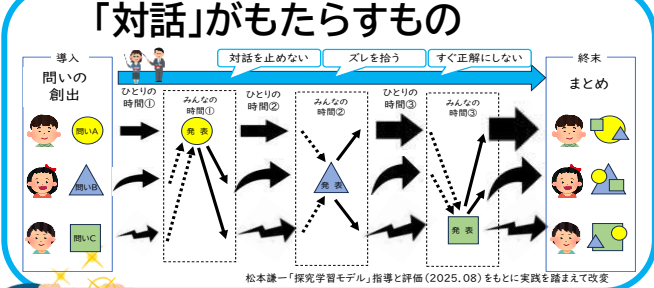 「対話」がもたらすもの
対話を止めない
ズレを拾う
すぐ正解にしない
導入
問いの
創出
終末
まとめ
ひとりの
時間①
みんなの
時間①
ひとりの
時間②
みんなの
時間②
ひとりの
時間③
みんなの
時間③
問いA
発 表
問いB
発 表
問いC
発 表
松本謙一「探究学習モデル」指導と評価(2025.08)をもとに実践を踏まえて改変